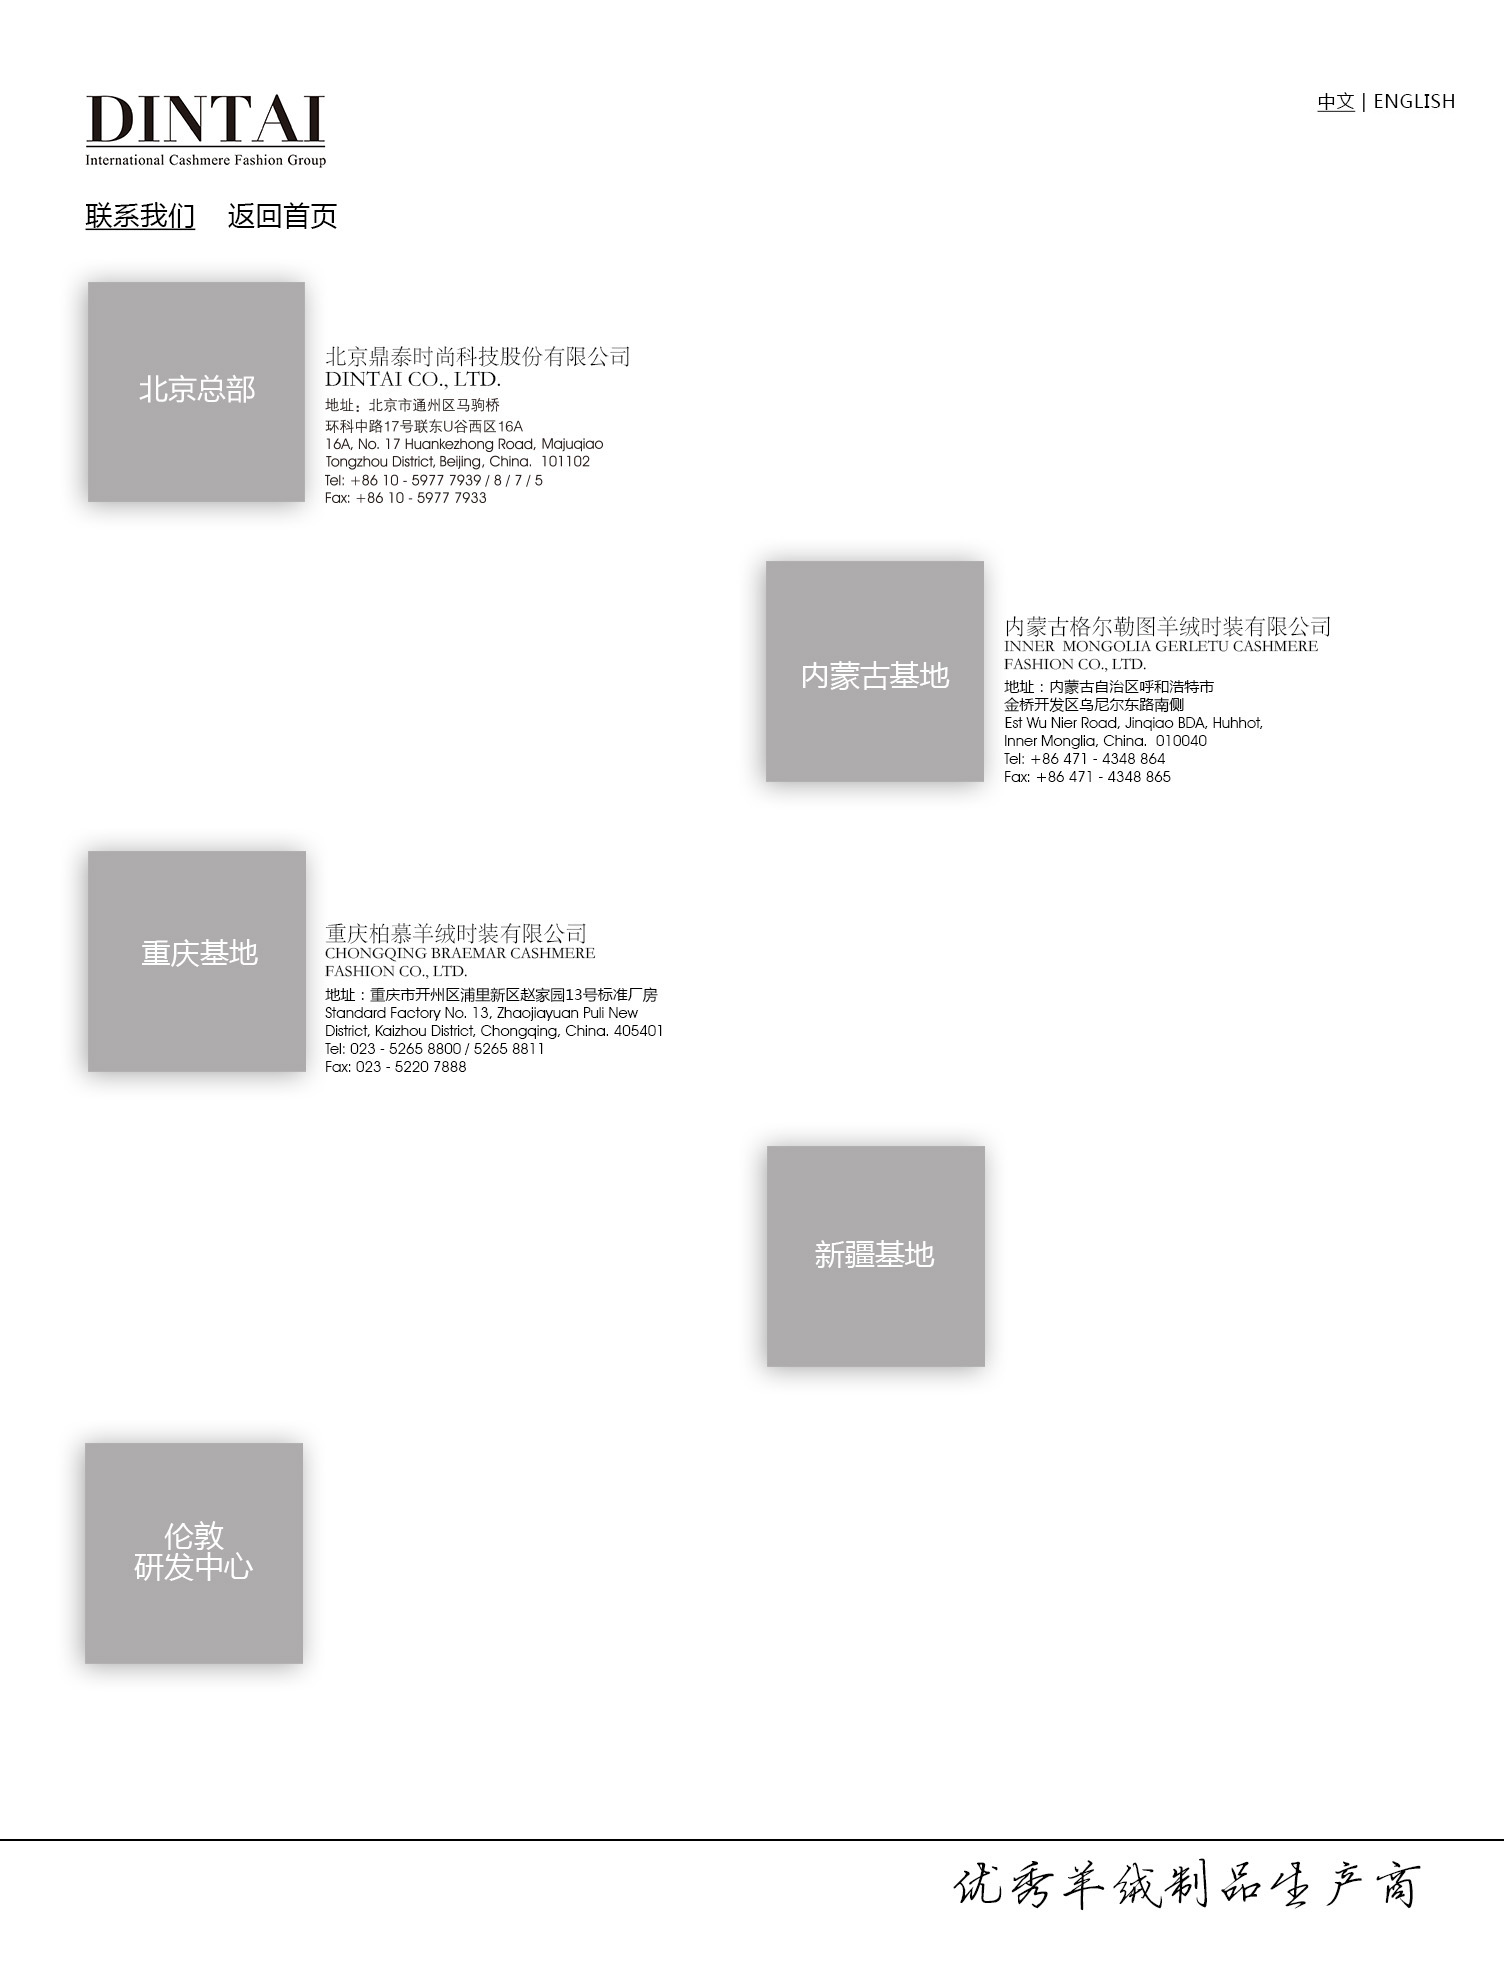 DINTAI
International Cashmere Fashion Group
中文 | ENGLISH
联系我们 返回首页
北京总部
北京鼎泰时尚科技股份有限公司
DINTAI CO., LTD.
地址：北京市通州区马驹桥
环科中路17号联东U谷西区16A
16A, No. 17 Huankezhong Road, Majuqiao
Tongzhou District, Beijing, China. 101102
Tel: +86 10 - 5977 7939 / 8 / 7 / 5
Fax: +86 10 - 5977 7933
内蒙古基地
内蒙古格尔勒图羊绒时装有限公司
INNER MONGOLIA GERLETU CASHMERE
FASHION CO., LTD.
地址：内蒙古自治区呼和浩特市
金桥开发区乌尼尔东路南侧
Est Wu Nier Road, Jinqiao BDA, Huhhot,
Inner Monglia, China. 010040
Tel: +86 471 - 4348 864
Fax: +86 471 - 4348 865
重庆基地
重庆柏慕羊绒时装有限公司
CHONGQING BRAEMAR CASHMERE
FASHION CO., LTD.
地址：重庆市开州区浦里新区赵家园13号标准厂房
Standard Factory No. 13, Zhaojiayuan Puli New
District, Kaizhou District, Chongqing, China. 405401
Tel: 023 - 5265 8800 / 5265 8811
Fax: 023 - 5220 7888
新疆基地
伦敦
研发中心
优秀羊绒制品生产商